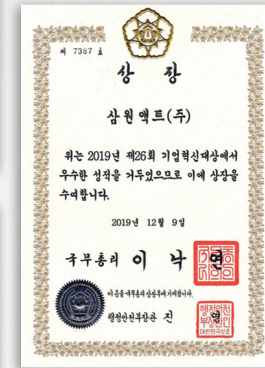 제 7387 호
상 장
삼원액트(주)
위는 2019년 제26회 기업혁신대상에서
우수한 성적을 거두었으므로 이에 상장을
수여합니다.
2019년 12월 9일
국무총리 이 낙 연
이 증을 국무총리 상장부에 기재합니다.
행정안전부장관 진 영